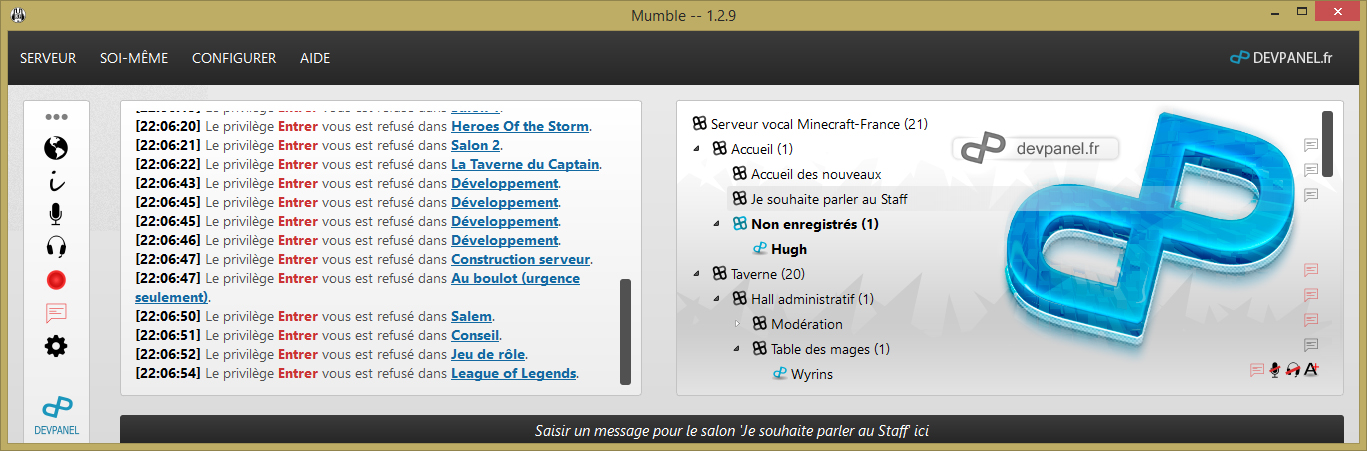 Mumble -- 1.2.9
SERVEUR SOI-MÊME CONFIGURER AIDE DEVPANEL.fr
[22:06:20] Le privilège Entrer vous est refusé dans Heroes Of the Storm.
[22:06:21] Le privilège Entrer vous est refusé dans Salon 2.
[22:06:22] Le privilège Entrer vous est refusé dans La Taverne du Captain.
[22:06:43] Le privilège Entrer vous est refusé dans Développement.
[22:06:45] Le privilège Entrer vous est refusé dans Développement.
[22:06:45] Le privilège Entrer vous est refusé dans Développement.
[22:06:46] Le privilège Entrer vous est refusé dans Développement.
[22:06:47] Le privilège Entrer vous est refusé dans Construction serveur.
[22:06:47] Le privilège Entrer vous est refusé dans Au boulot (urgence
seulement).
[22:06:50] Le privilège Entrer vous est refusé dans Salem.
[22:06:51] Le privilège Entrer vous est refusé dans Conseil.
[22:06:52] Le privilège Entrer vous est refusé dans Jeu de rôle.
[22:06:54] Le privilège Entrer vous est refusé dans League of Legends.
DEVPANEL
Serveur vocal Minecraft-France (21)
Accueil (1)
devpanel.fr
Accueil des nouveaux
Je souhaite parler au Staff
Non enregistrés (1)
Hugh
Taverne (20)
Hall administratif (1)
Modération
Table des mages (1)
Wyrins
Saisir un message pour le salon 'Je souhaite parler au Staff' ici